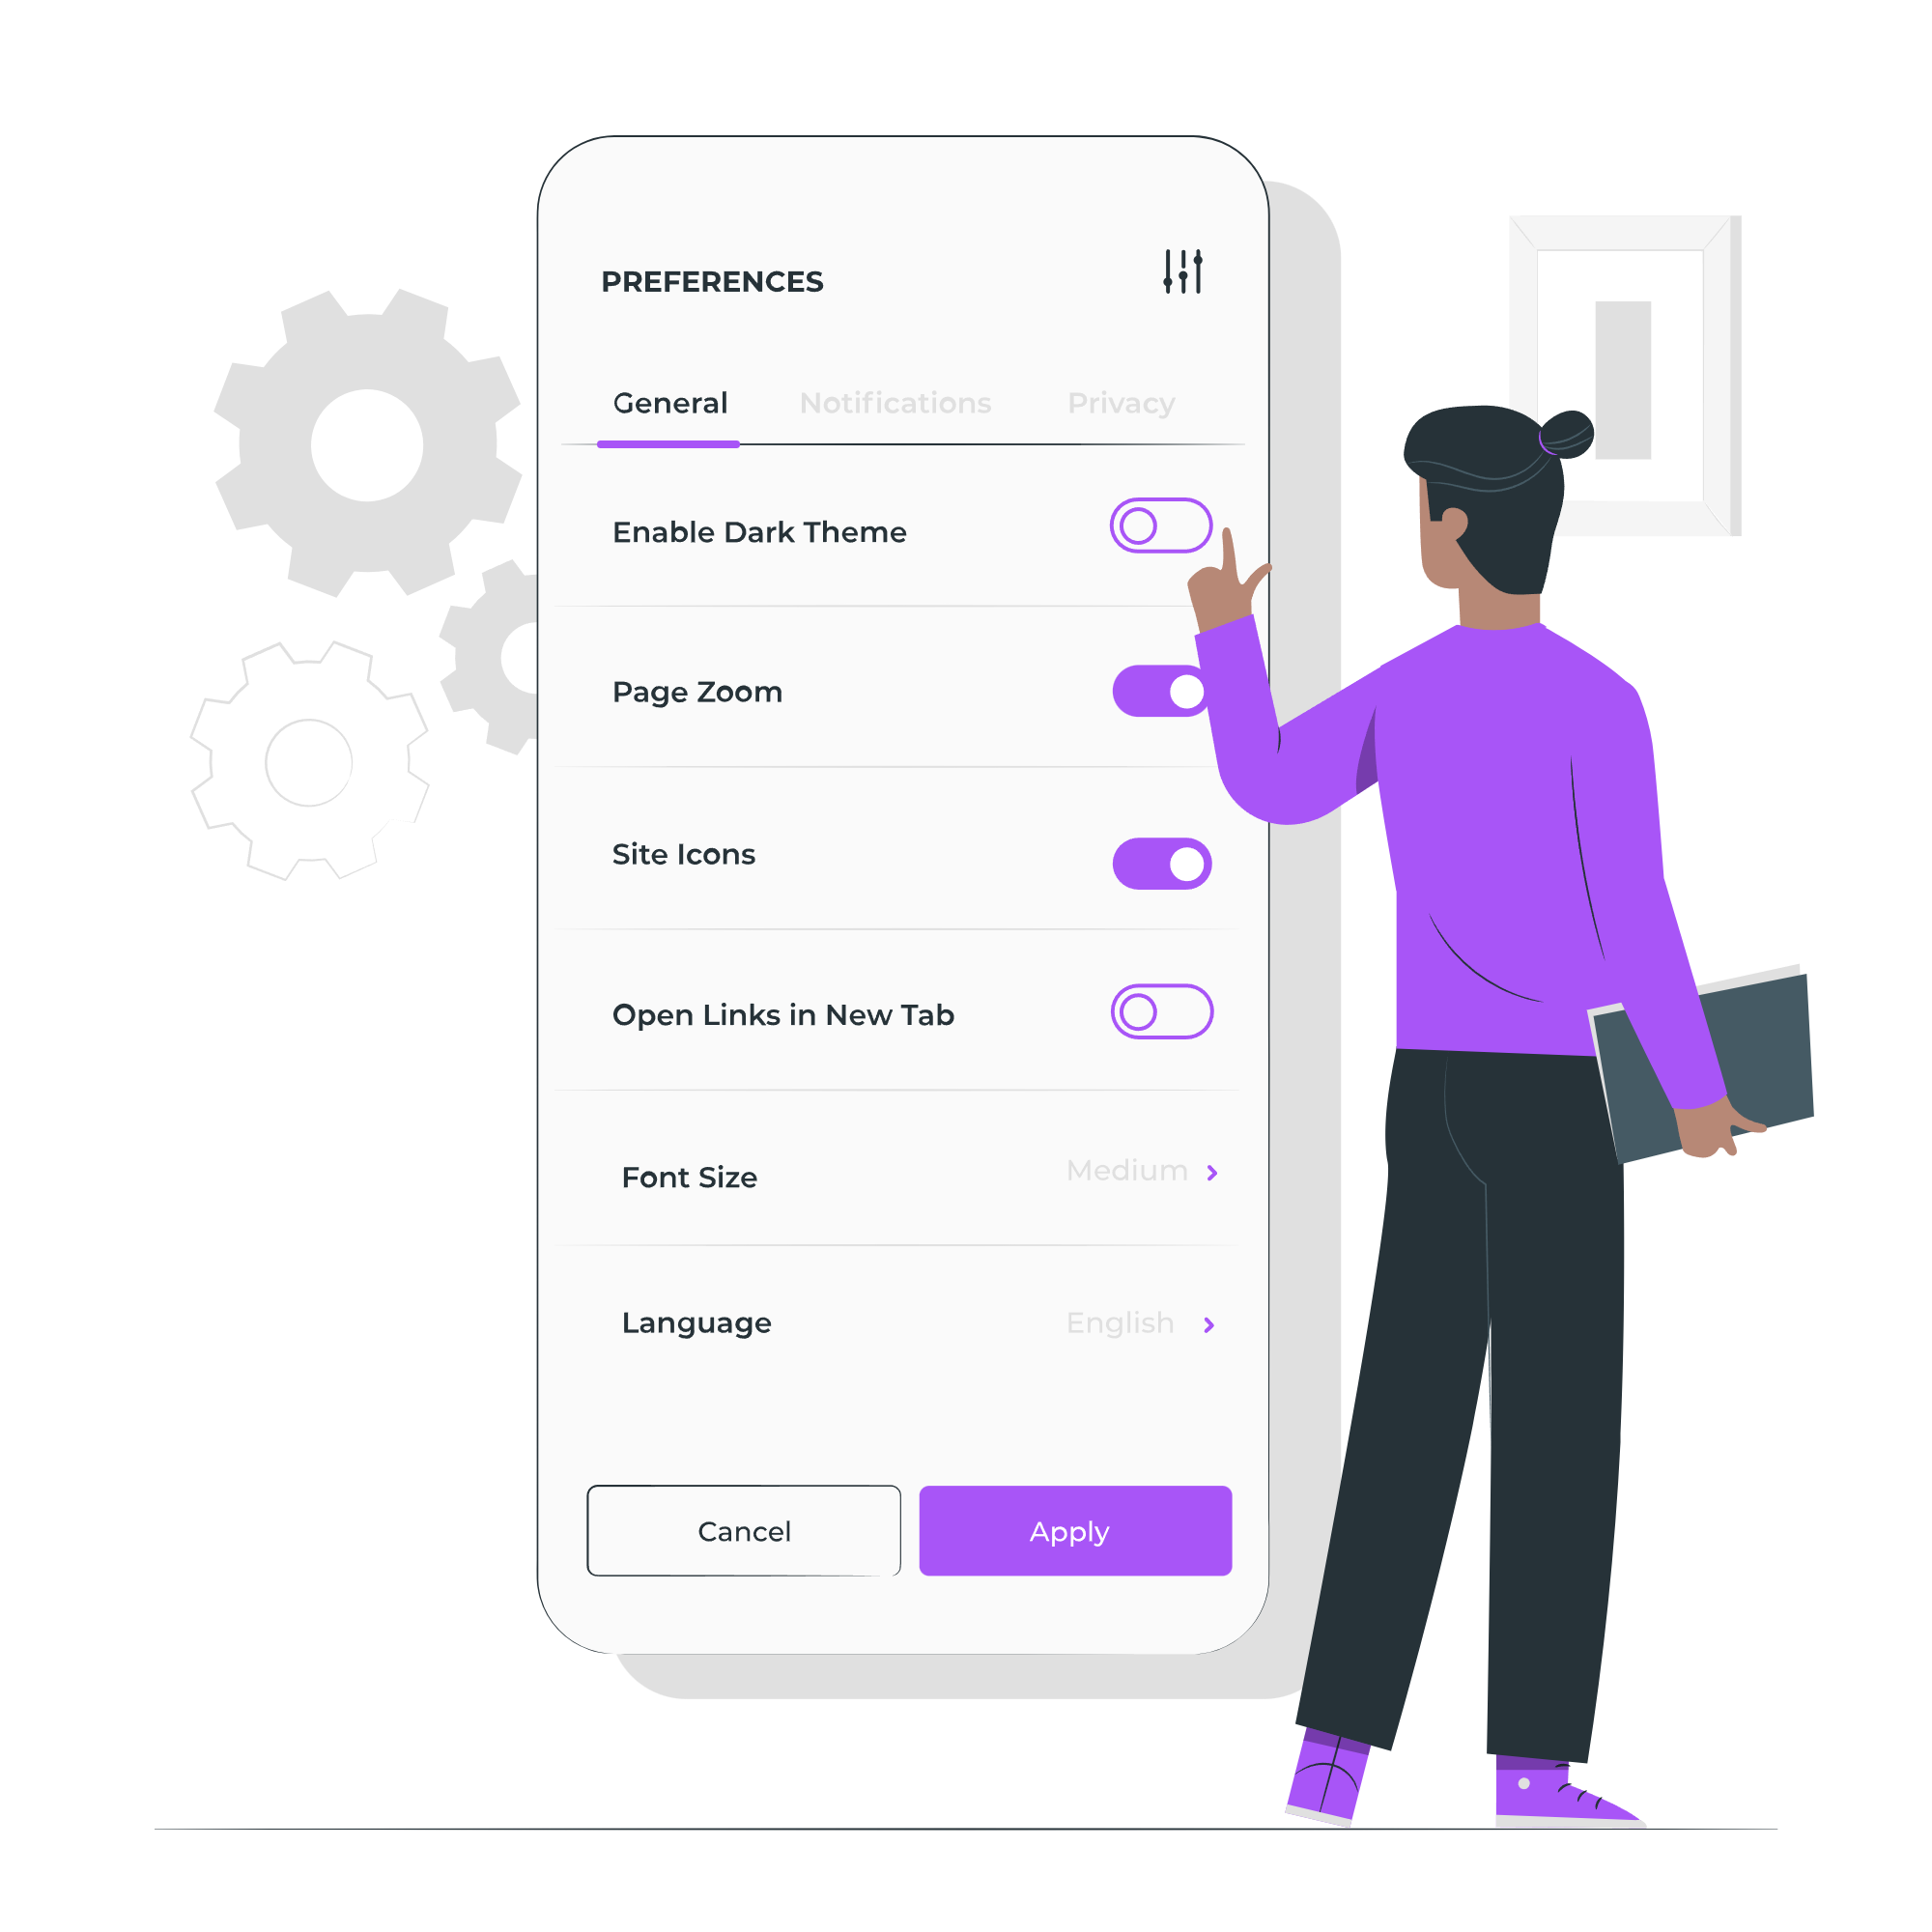 PREFERENCES
General Notifications Privacy
Enable Dark Theme
Page Zoom
Site Icons
Open Links in New Tab
Font Size Medium
Language English
Cancel Apply